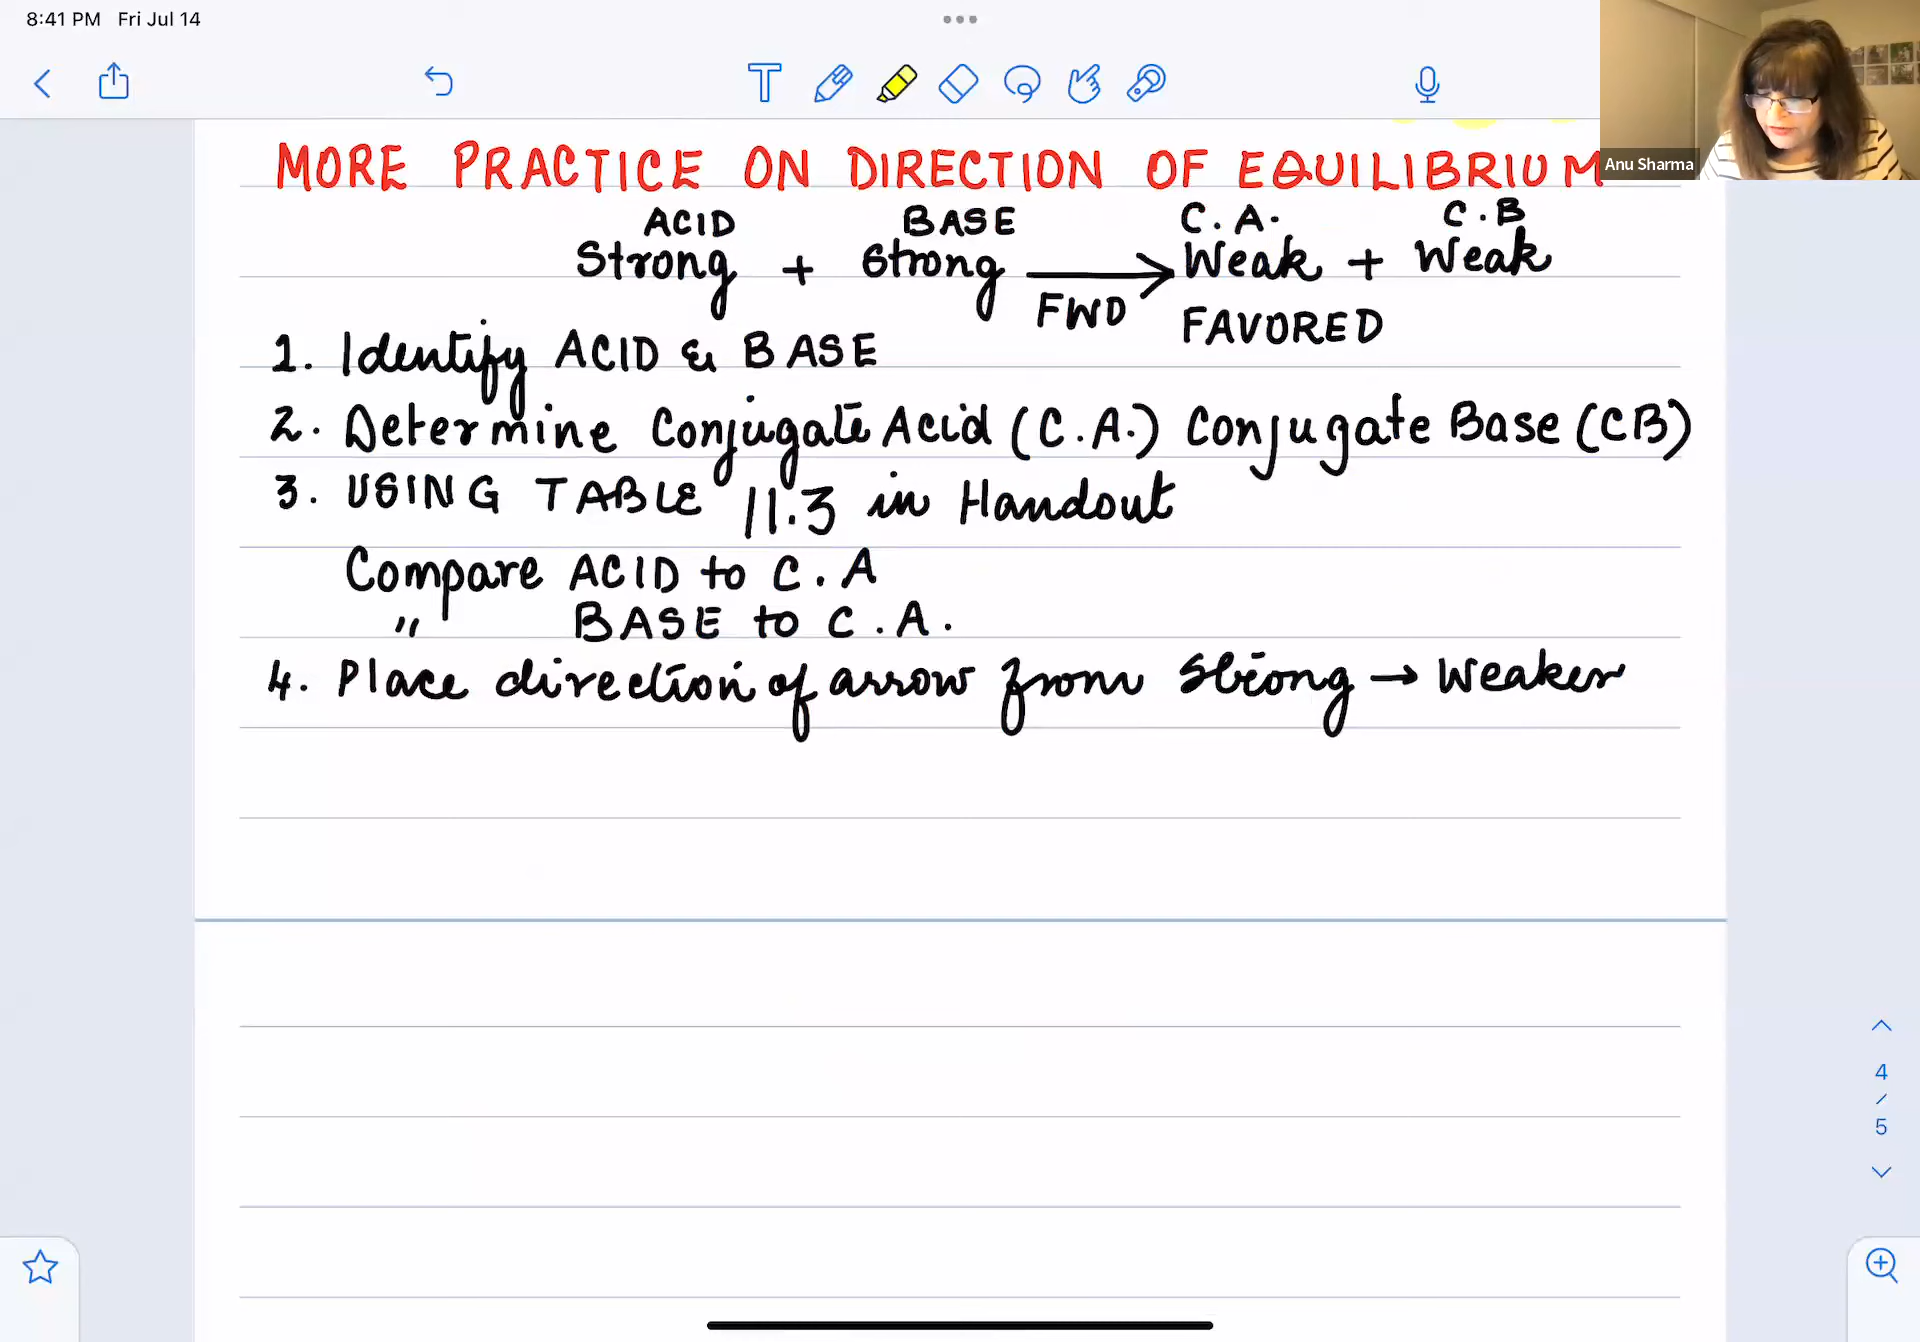 8:41 PM Fri Jul 14
Anu Sharma
MORE PRACTICE ON DIRECTION OF EQUILIBRIUM
ACID BASE C.A. C.B
Strong + Strong → Weak + Weak
FWD FAVORED
1. Identify ACID & BASE
2. Determine Conjugate Acid (C.A.) Conjugate Base (CB)
3. USING TABLE 11.3 in Handout
Compare ACID to C.A
" BASE to C.A.
4. Place direction of arrow from Strong → Weaker
4
/
5